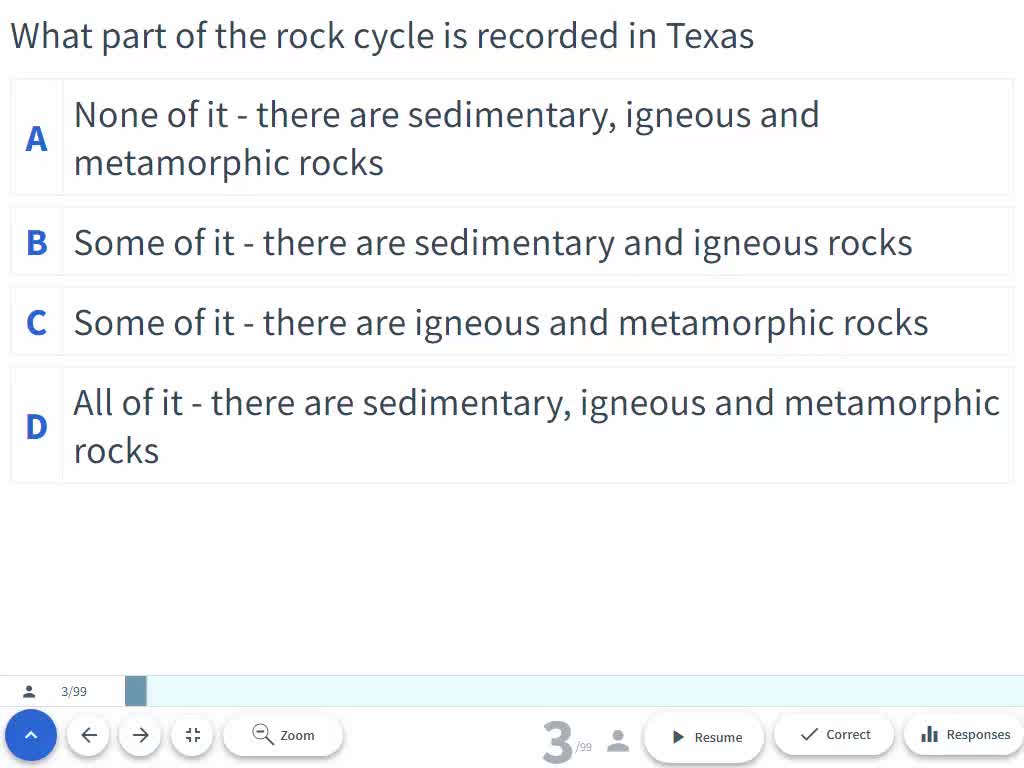 What part of the rock cycle is recorded in Texas
A
None of it - there are sedimentary, igneous and
metamorphic rocks
B
Some of it - there are sedimentary and igneous rocks
C
Some of it - there are igneous and metamorphic rocks
D
All of it - there are sedimentary, igneous and metamorphic
rocks
3/99
Zoom
3/99
Resume
Correct
Responses